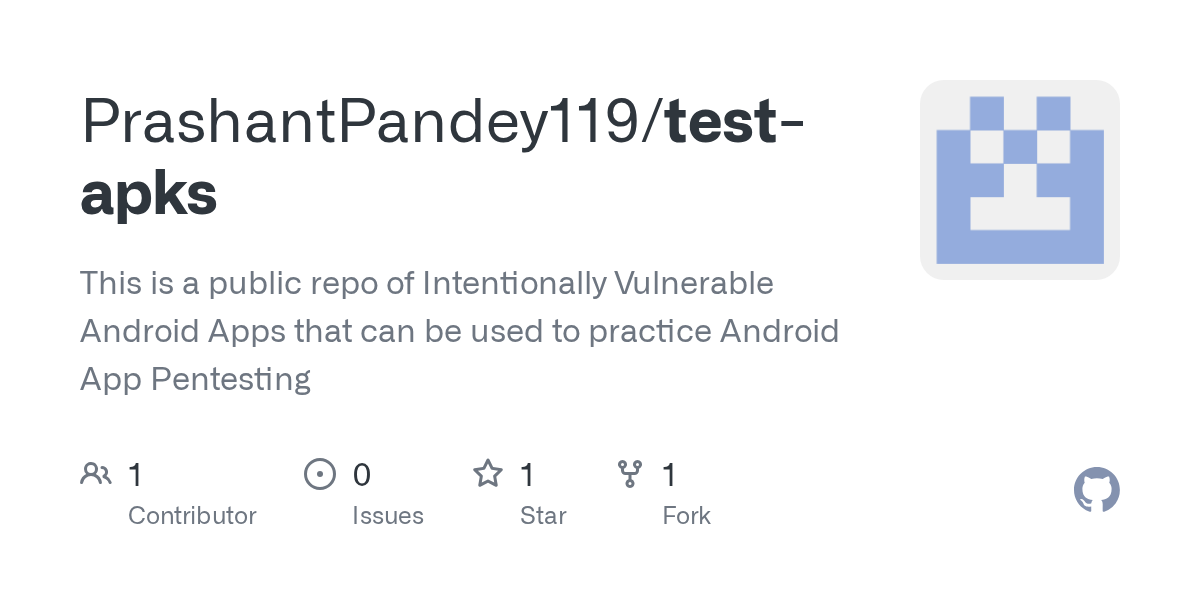 PrashantPandey119/test-
apks
This is a public repo of Intentionally Vulnerable
Android Apps that can be used to practice Android
App Pentesting
1 0 1 1
Contributor Issues Star Fork